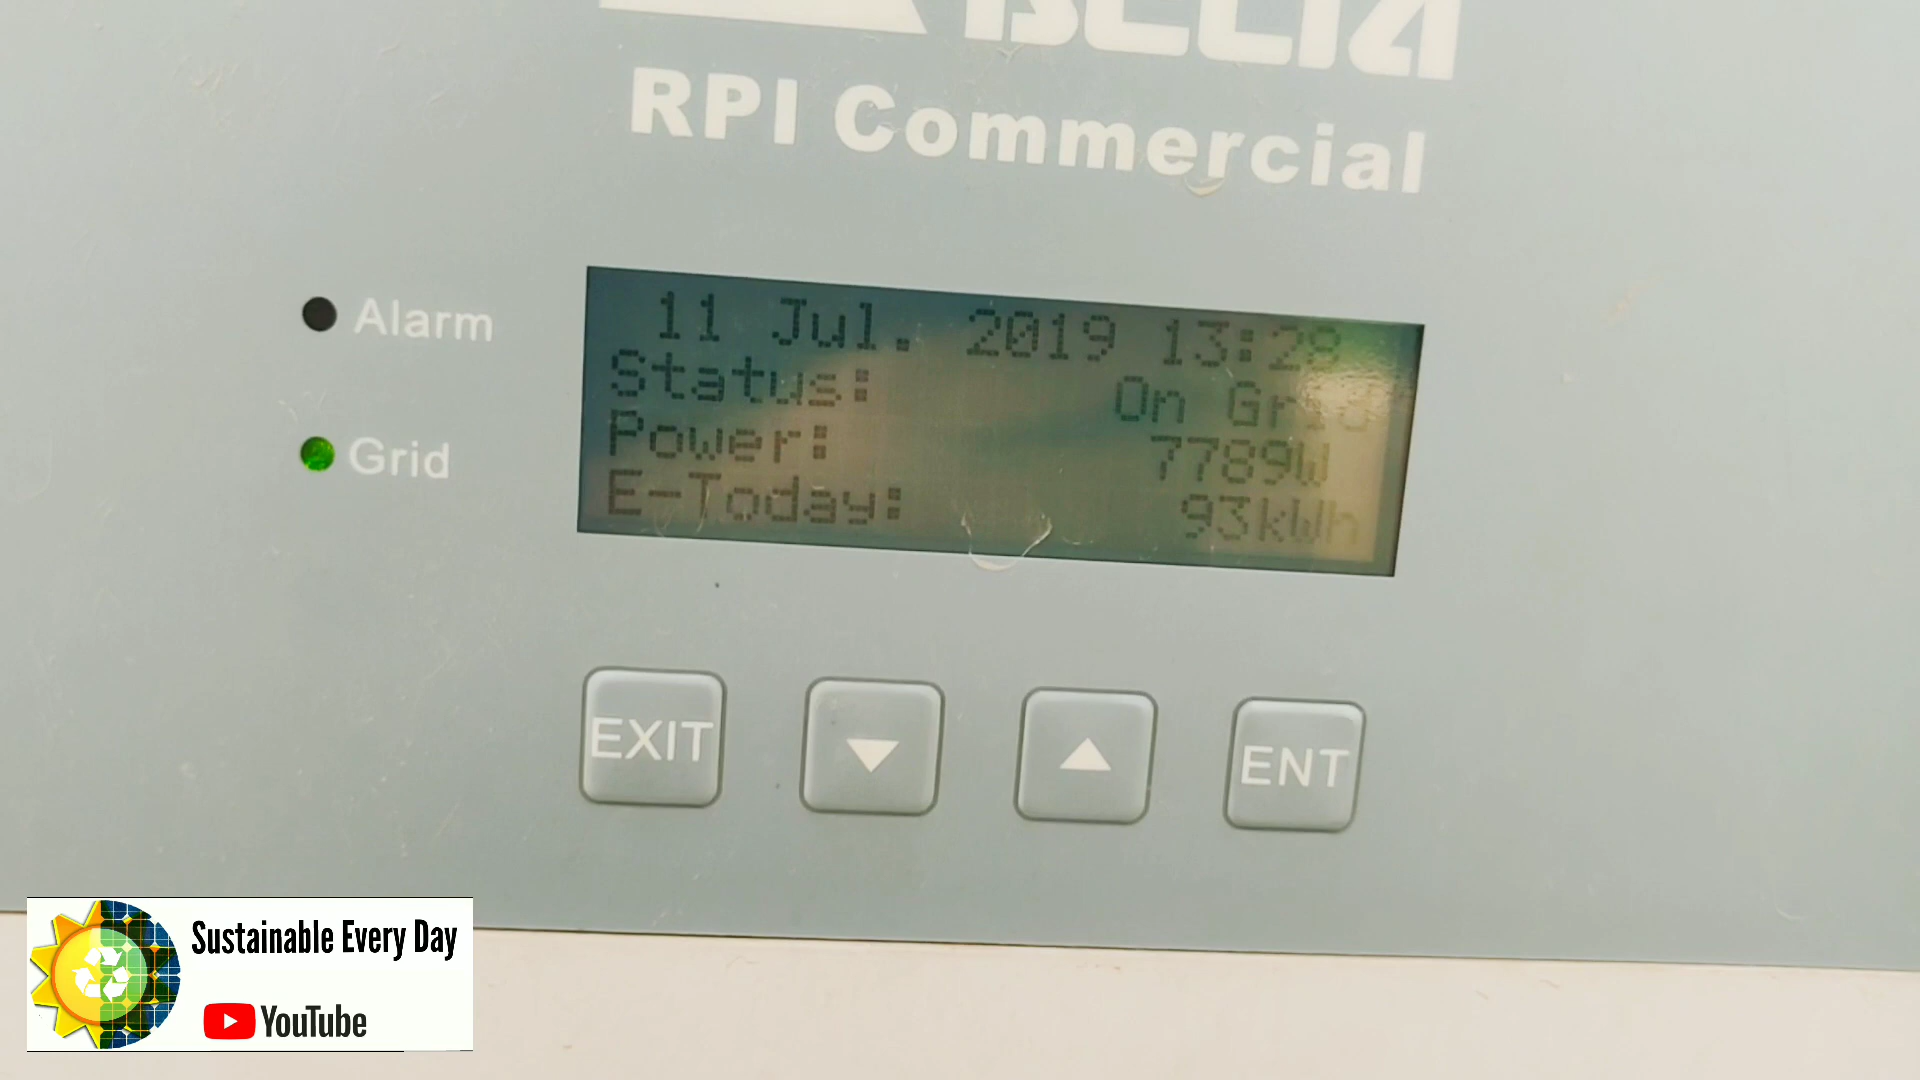 RPI Commercial
Alarm
11 Jul. 2019 13:28
Status: On Grid
Power: 7789W
Grid
E-Today: 93kWh
EXIT
ENT
Sustainable Every Day
YouTube